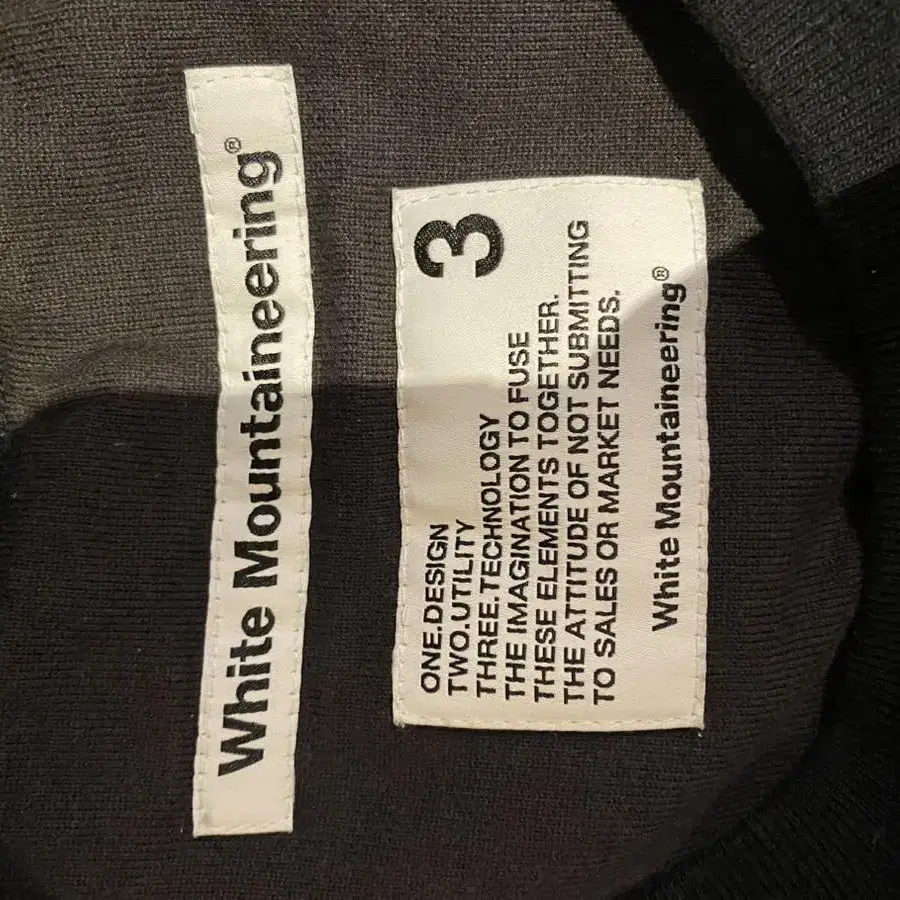 White Mountaineering®
3
ONE.DESIGN
TWO.UTILITY
THREE.TECHNOLOGY
THE IMAGINATION TO FUSE
THESE ELEMENTS TOGETHER.
THE ATTITUDE OF NOT SUBMITTING
TO SALES OR MARKET NEEDS.
White Mountaineering®